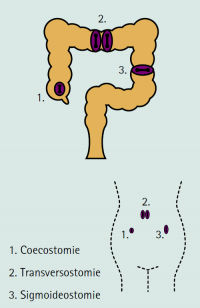 2.
1.
3.
2.
1.
3.
1. Coecostomie
2. Transversostomie
3. Sigmoideostomie